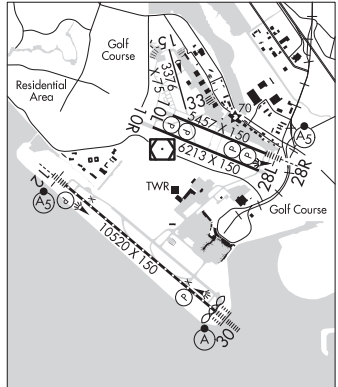 Golf
Course
15
Residential
Area
3376 X 75
33
70
5457 X 150
10R
10L
P
P
6213 X 150
P
P
A5
28L
28R
TWR
12
A5
P
Golf Course
10520 X 150
P
30
A